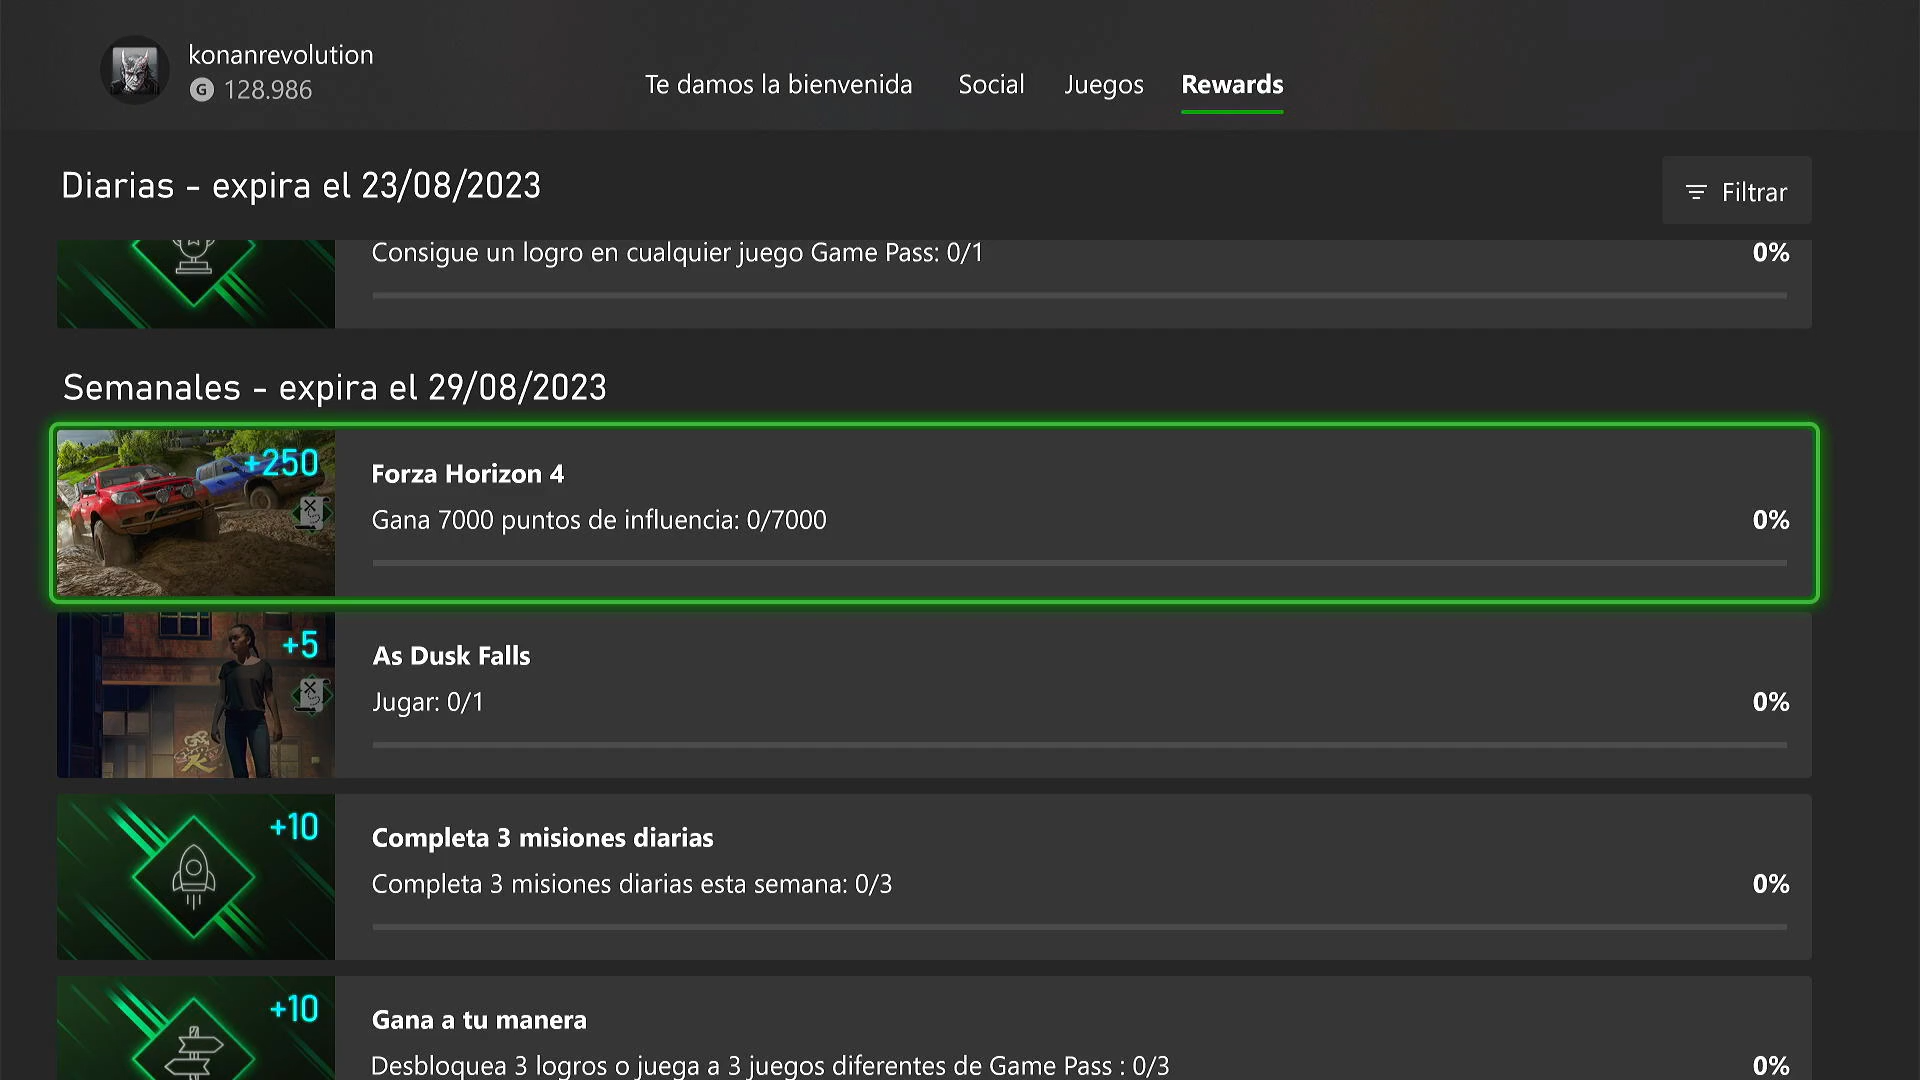 konanrevolution
G 128.986
Te damos la bienvenida
Social
Juegos
Rewards
Diarias - expira el 23/08/2023
Filtrar
Consigue un logro en cualquier juego Game Pass: 0/1
0%
Semanales - expira el 29/08/2023
+250
Forza Horizon 4
Gana 7000 puntos de influencia: 0/7000
0%
+5
As Dusk Falls
Jugar: 0/1
0%
+10
Completa 3 misiones diarias
Completa 3 misiones diarias esta semana: 0/3
0%
+10
Gana a tu manera
Desbloquea 3 logros o juega a 3 juegos diferentes de Game Pass : 0/3
0%